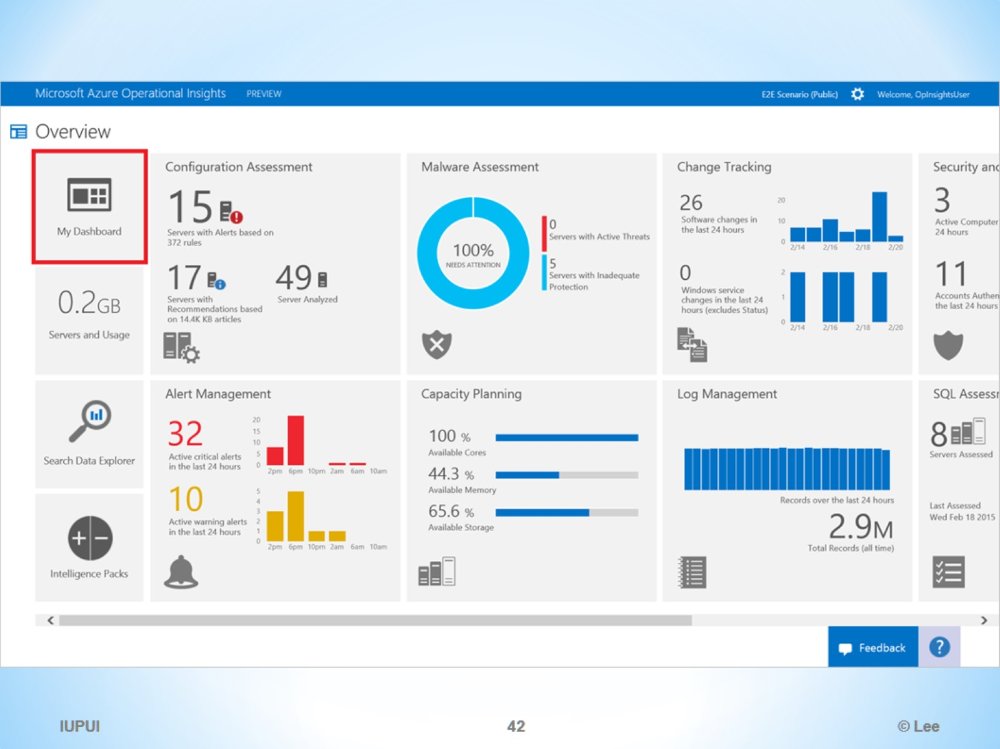 Microsoft Azure Operational Insights
PREVIEW
E2E Scenario (Public)
Welcome, OpInsightsUser
Overview
My Dashboard
0.2GB
Servers and Usage
Search Data Explorer
Intelligence Packs
Configuration Assessment
15
Servers with Alerts based on
372 rules
17
Servers with
Recommendations based
on 14.4K KB articles
49
Server Analyzed
Malware Assessment
100%
NEEDS ATTENTION
0
Servers with Active Threats
5
Servers with Inadequate
Protection
Change Tracking
26
Software changes in
the last 24 hours
20
10
0
2/14 2/16 2/18 2/20
0
Windows service
changes in the last 24
hours (excludes Status)
2
1
0
2/14 2/16 2/18 2/20
Security and
3
Active Computer
24 hours
11
Accounts Authen
the last 24 hours
Alert Management
32
Active critical alerts
in the last 24 hours
20
15
10
5
0
2pm 6pm 10pm 2am 6am 10am
10
Active warning alerts
in the last 24 hours
5
4
3
2
1
0
2pm 6pm 10pm 2am 6am 10am
Capacity Planning
100 %
Available Cores
44.3 %
Available Memory
65.6 %
Available Storage
Log Management
Records over the last 24 hours
2.9M
Total Records (all time)
SQL Assessm
8
Servers Assessed
Last Assessed
Wed Feb 18 2015
Feedback
?
IUPUI
42
© Lee